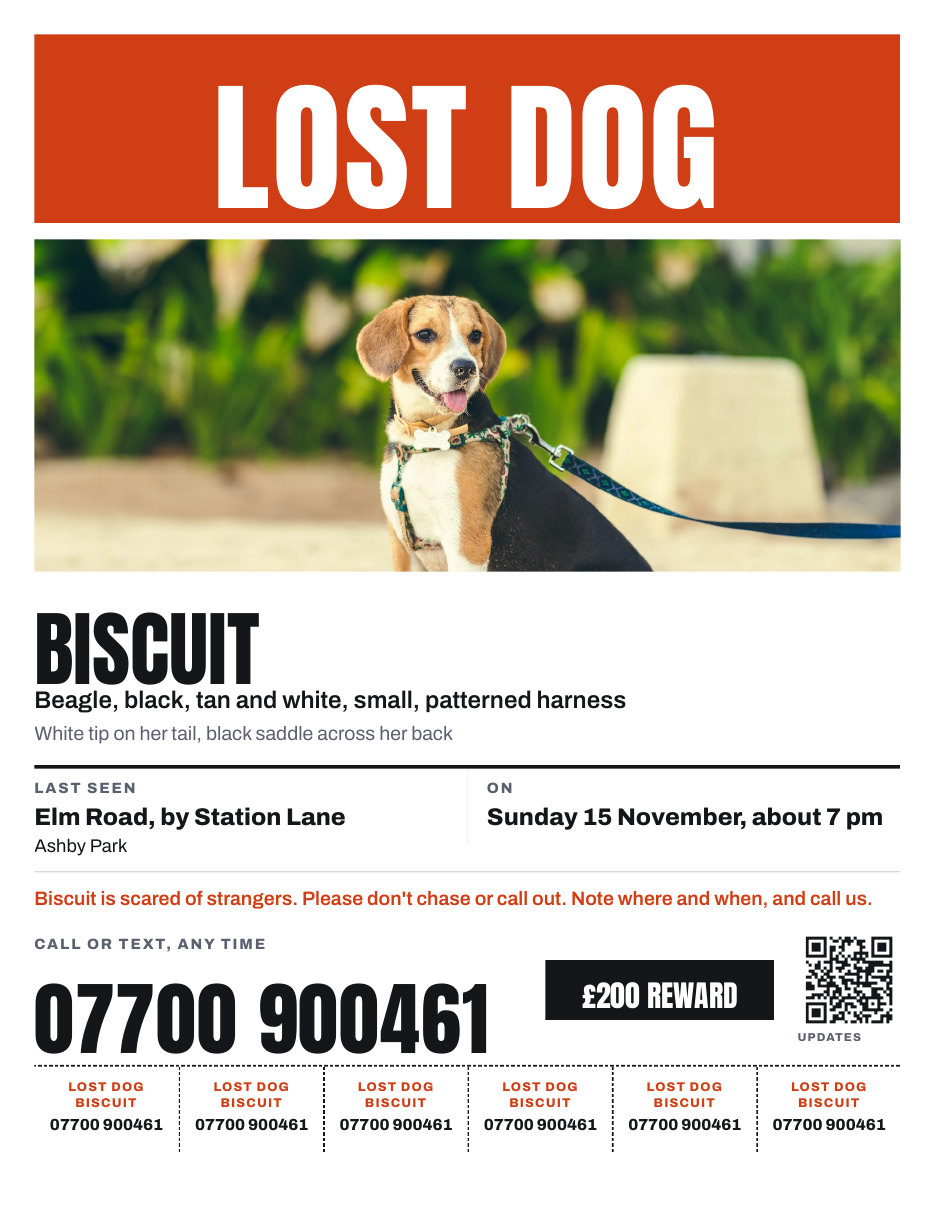 LOST DOG
BISCUIT
Beagle, black, tan and white, small, patterned harness
White tip on her tail, black saddle across her back
LAST SEEN
Elm Road, by Station Lane
Ashby Park
ON
Sunday 15 November, about 7 pm
Biscuit is scared of strangers. Please don't chase or call out. Note where and when, and call us.
CALL OR TEXT, ANY TIME
07700 900461
£200 REWARD
UPDATES
LOST DOG
BISCUIT
07700 900461
LOST DOG
BISCUIT
07700 900461
LOST DOG
BISCUIT
07700 900461
LOST DOG
BISCUIT
07700 900461
LOST DOG
BISCUIT
07700 900461
LOST DOG
BISCUIT
07700 900461